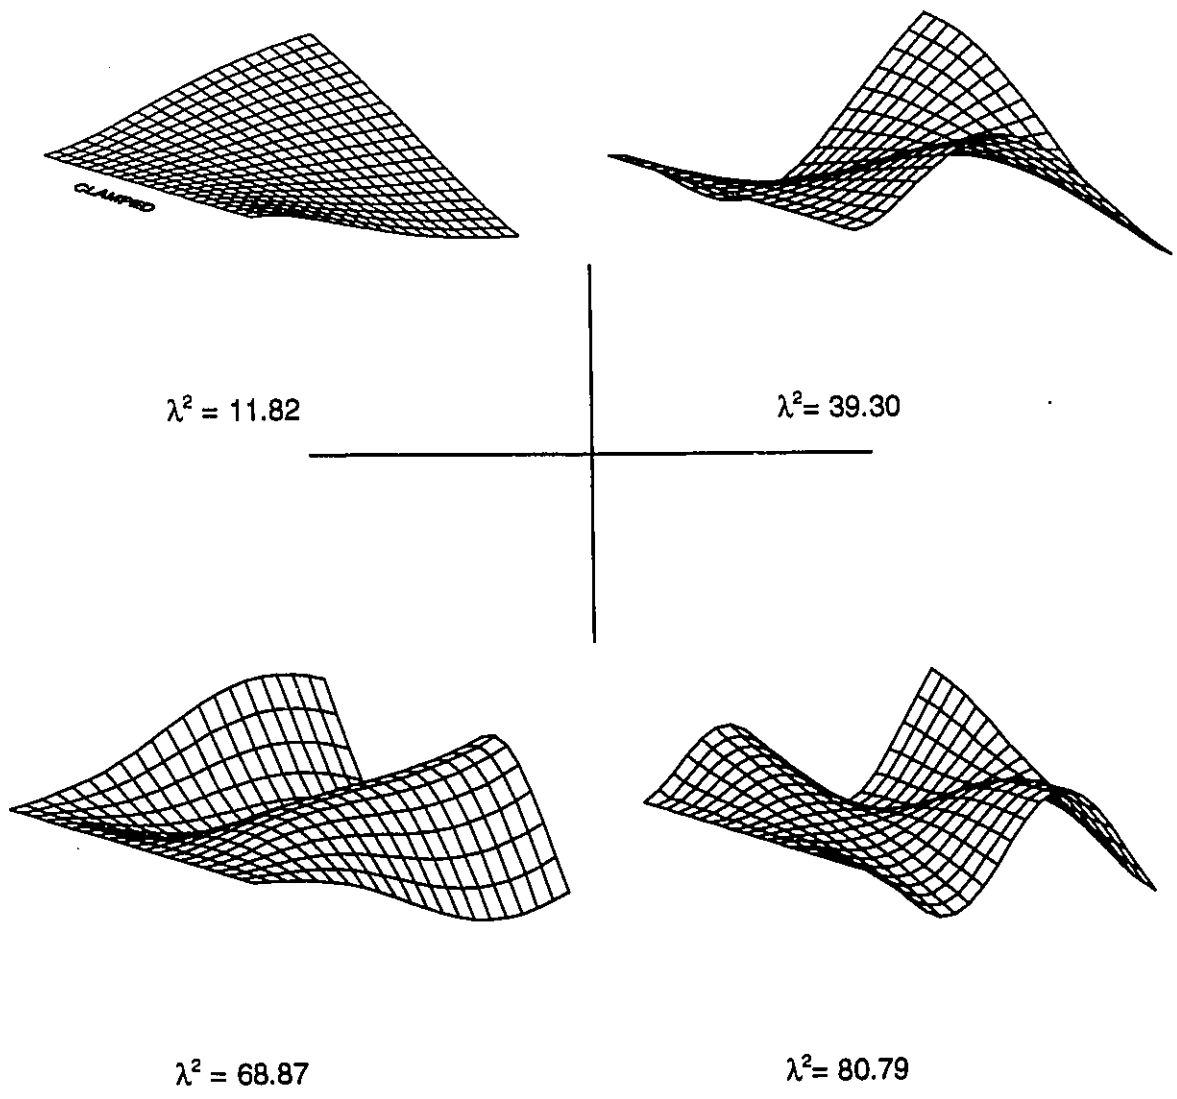 CLAMPED
λ² = 11.82
λ²= 39.30
λ² = 68.87
λ²= 80.79